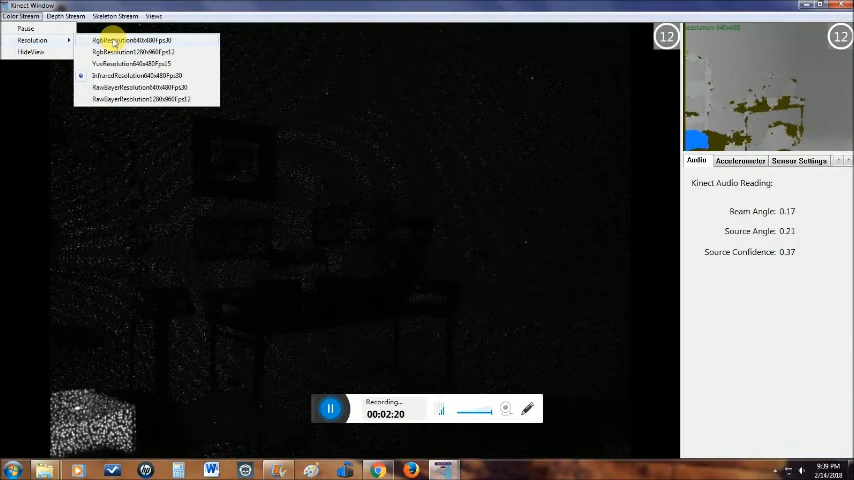 Kinect Window
Color Stream Depth Stream Skeleton Stream Views
Pause
Resolution
HideView
RgbResolution640x480Fps30
RgbResolution1280x960Fps12
YuvResolution640x480Fps15
InfraredResolution640x480Fps30
RawBayerResolution640x480Fps30
RawBayerResolution1280x960Fps12
12
12
Audio Accelerometer Sensor Settings
Kinect Audio Reading:
Beam Angle: 0.17
Source Angle: 0.21
Source Confidence: 0.37
Recording...
00:02:20
9:39 PM
2/14/2018